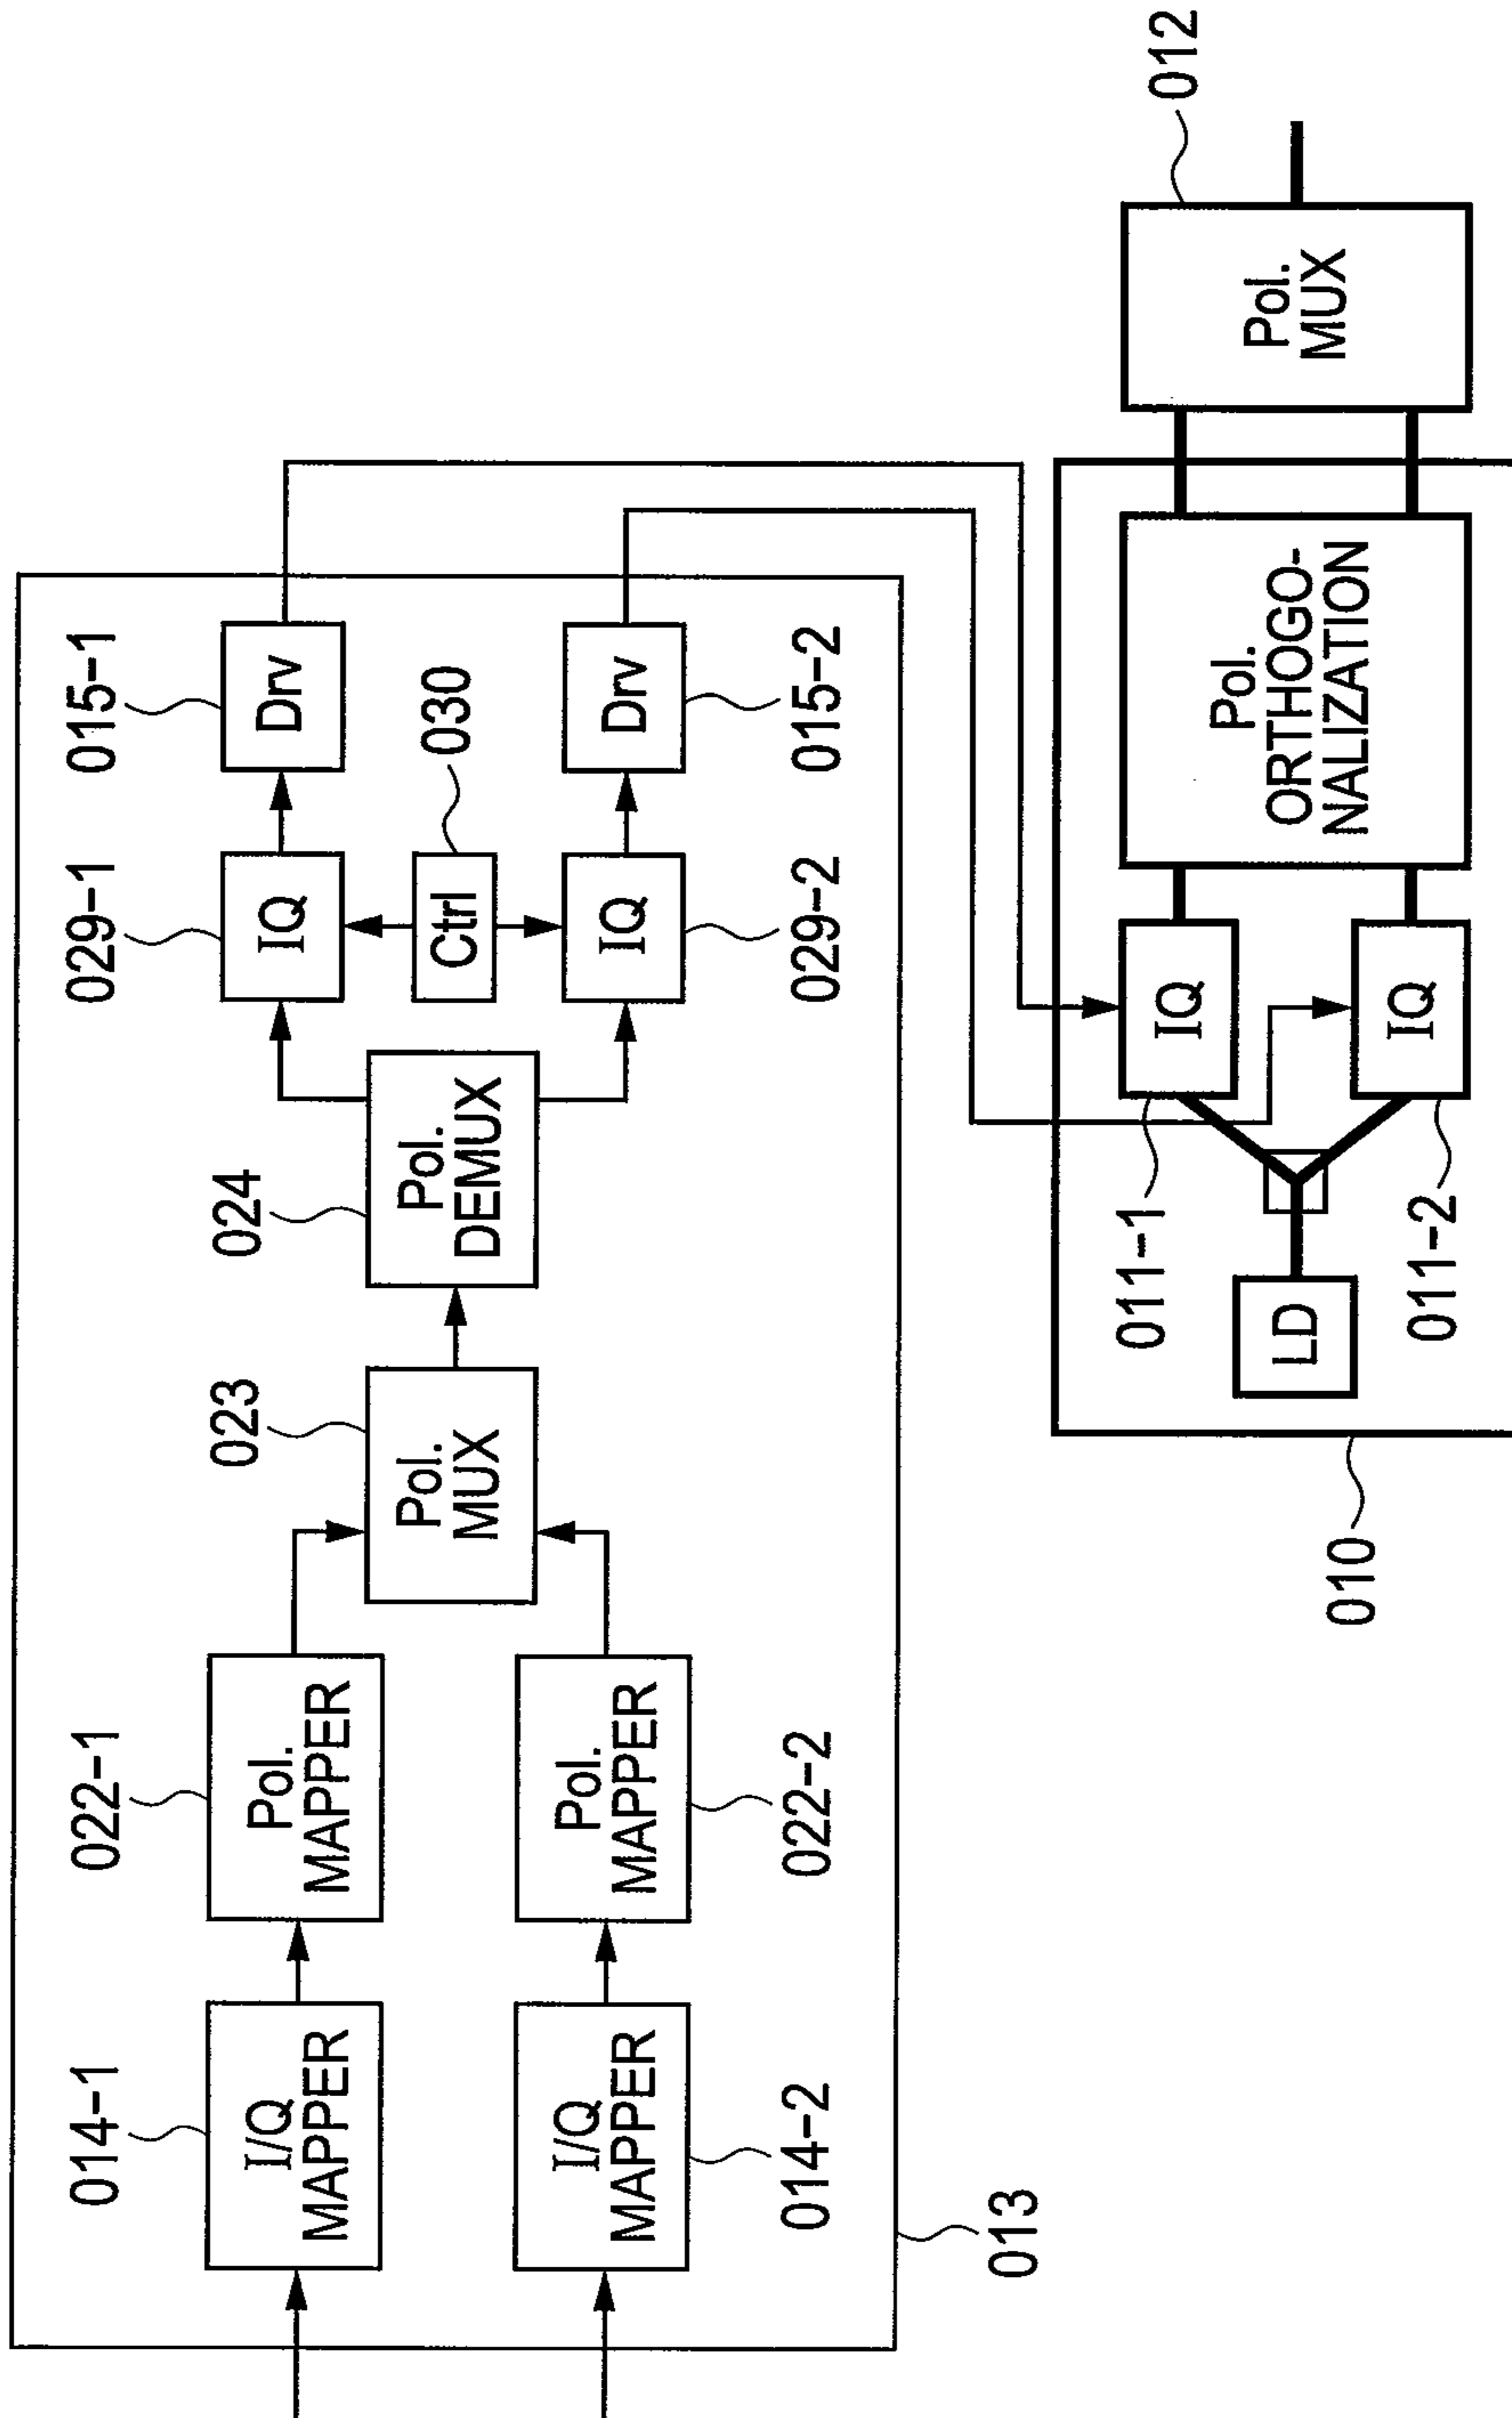 014-1
I/Q
MAPPER
022-1
Pol.
MAPPER
023
Pol.
MUX
024
Pol.
DEMUX
029-1
IQ
015-1
Drv
Ctrl
030
014-2
I/Q
MAPPER
022-2
Pol.
MAPPER
029-2
IQ
015-2
Drv
013
010
LD
011-1
IQ
011-2
IQ
Pol.
ORTHOGO-
NALIZATION
Pol.
MUX
012